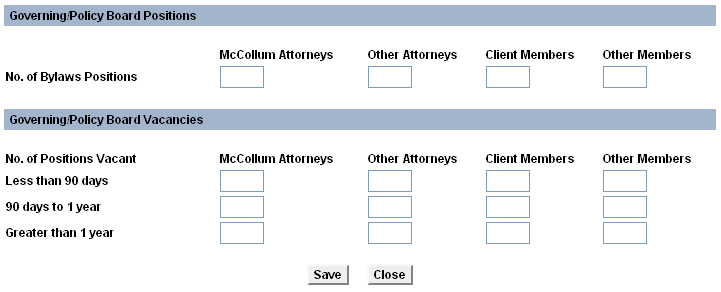 Governing/Policy Board Positions
McCollum Attorneys Other Attorneys Client Members Other Members
No. of Bylaws Positions
Governing/Policy Board Vacancies
No. of Positions Vacant McCollum Attorneys Other Attorneys Client Members Other Members
Less than 90 days
90 days to 1 year
Greater than 1 year
Save Close